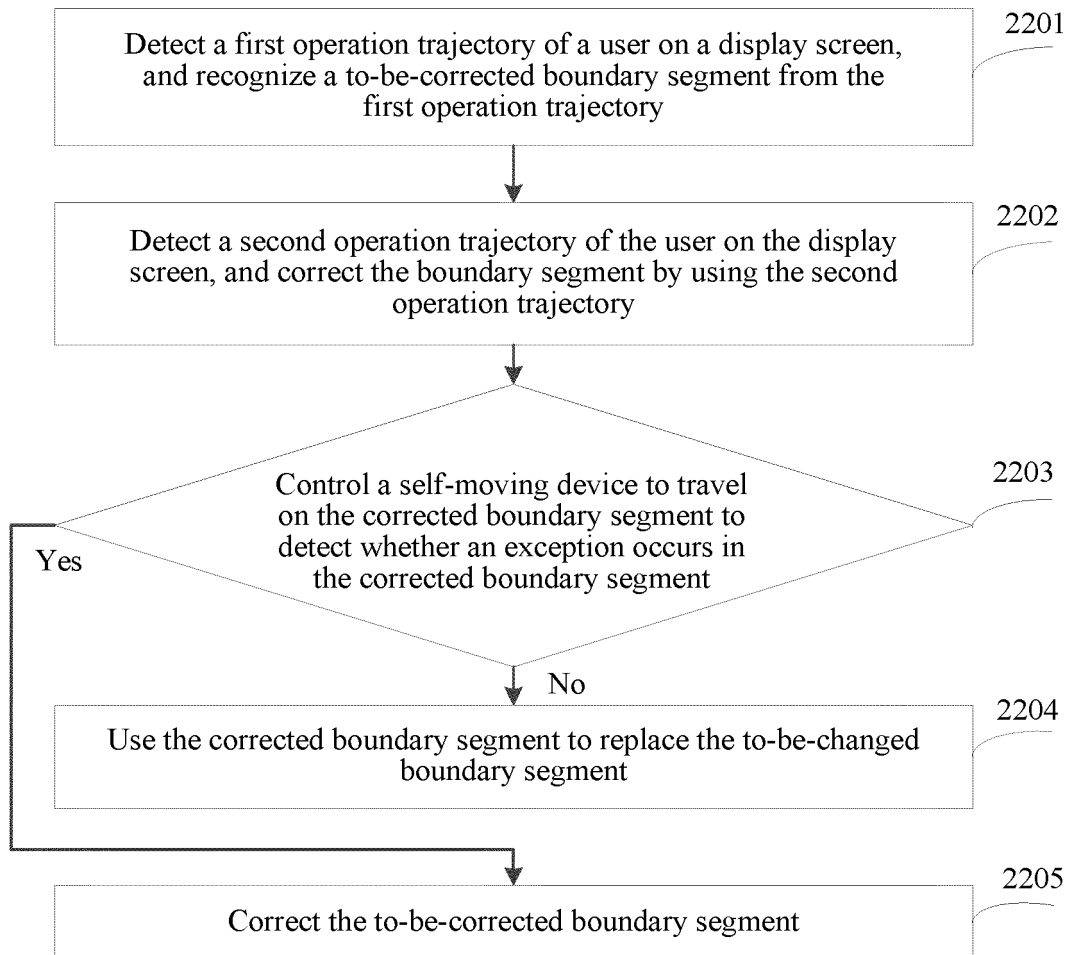 2201
Detect a first operation trajectory of a user on a display screen,
and recognize a to-be-corrected boundary segment from the
first operation trajectory
2202
Detect a second operation trajectory of the user on the display
screen, and correct the boundary segment by using the second
operation trajectory
2203
Control a self-moving device to travel
on the corrected boundary segment to
detect whether an exception occurs in
the corrected boundary segment
Yes
No
2204
Use the corrected boundary segment to replace the to-be-changed
boundary segment
2205
Correct the to-be-corrected boundary segment